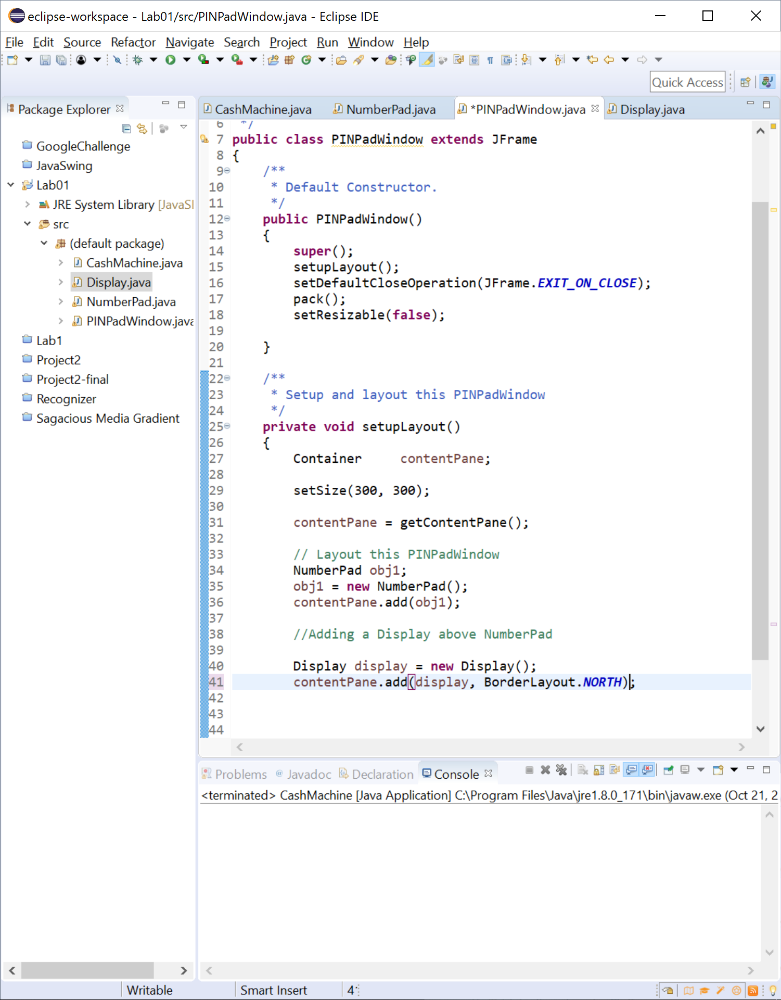 eclipse-workspace - Lab01/src/PINPadWindow.java - Eclipse IDE
File Edit Source Refactor Navigate Search Project Run Window Help
Quick Access
Package Explorer
GoogleChallenge
JavaSwing
Lab01
JRE System Library [JavaSI
src
(default package)
CashMachine.java
Display.java
NumberPad.java
PINPadWindow.java
Lab1
Project2
Project2-final
Recognizer
Sagacious Media Gradient
CashMachine.java NumberPad.java *PINPadWindow.java Display.java
6 */
7 public class PINPadWindow extends JFrame
8 {
9 /**
10 * Default Constructor.
11 */
12 public PINPadWindow()
13 {
14 super();
15 setupLayout();
16 setDefaultCloseOperation(JFrame.EXIT_ON_CLOSE);
17 pack();
18 setResizable(false);
19
20 }
21
22 /**
23 * Setup and layout this PINPadWindow
24 */
25 private void setupLayout()
26 {
27 Container contentPane;
28
29 setSize(300, 300);
30
31 contentPane = getContentPane();
32
33 // Layout this PINPadWindow
34 NumberPad obj1;
35 obj1 = new NumberPad();
36 contentPane.add(obj1);
37
38 //Adding a Display above NumberPad
39
40 Display display = new Display();
41 contentPane.add(display, BorderLayout.NORTH);
42
43
44
Problems @ Javadoc Declaration Console
<terminated> CashMachine [Java Application] C:\Program Files\Java\jre1.8.0_171\bin\javaw.exe (Oct 21, 2
Writable Smart Insert 4